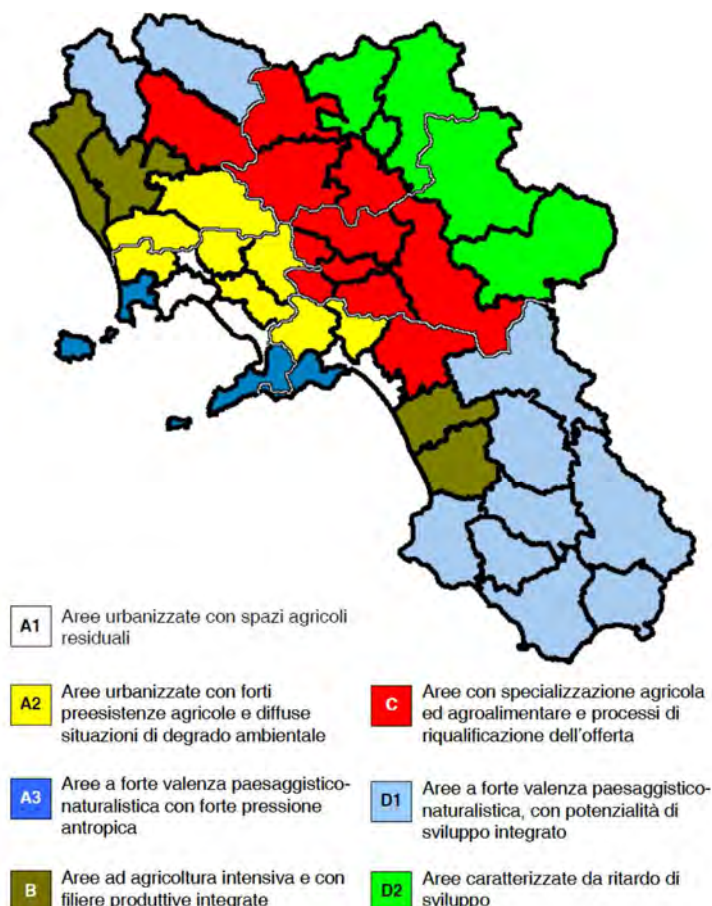 A1
Aree urbanizzate con spazi agricoli
residuali
A2
Aree urbanizzate con forti
preesistenze agricole e diffuse
situazioni di degrado ambientale
A3
Aree a forte valenza paesaggistico-
naturalistica con forte pressione
antropica
B
Aree ad agricoltura intensiva e con
filiere produttive integrate
C
Aree con specializzazione agricola
ed agroalimentare e processi di
riqualificazione dell'offerta
D1
Aree a forte valenza paesaggistico-
naturalistica, con potenzialità di
sviluppo integrato
D2
Aree caratterizzate da ritardo di
sviluppo